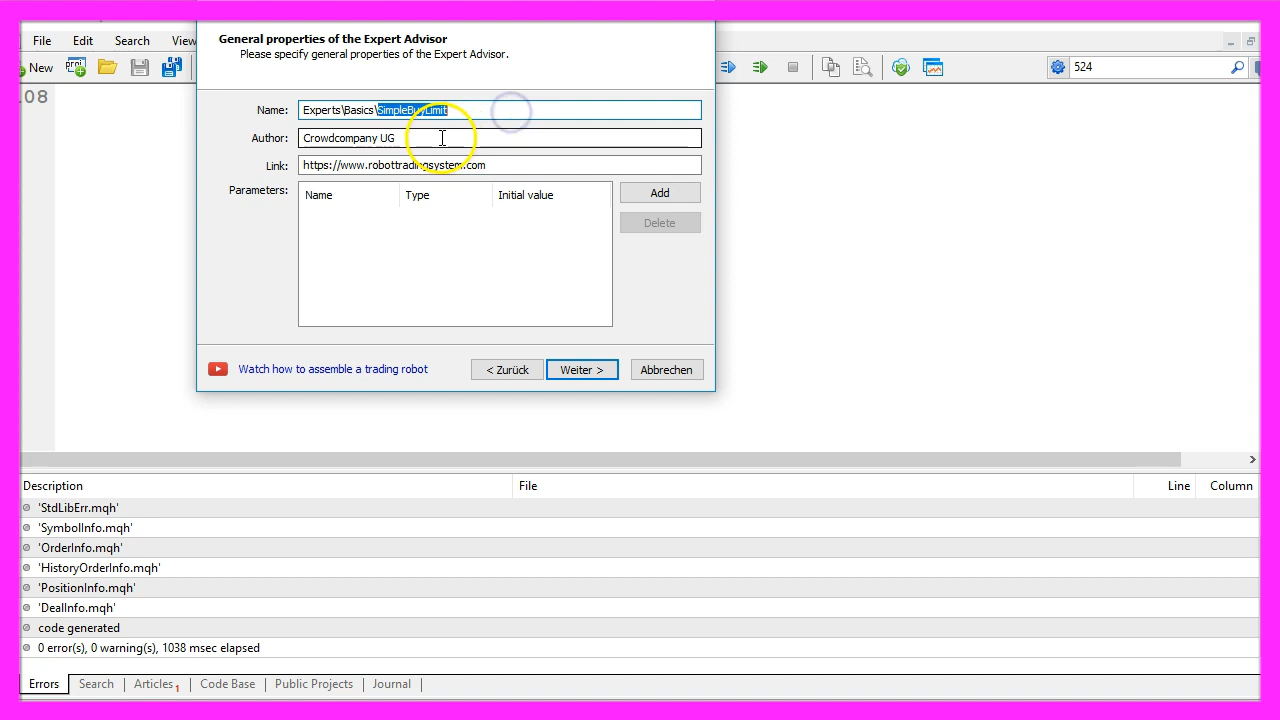 General properties of the Expert Advisor
Please specify general properties of the Expert Advisor.
File Edit Search View
New
524
08
Name: Experts\Basics\SimpleBuyLimit
Author: Crowdcompany UG
Link: https://www.robottradingsystem.com
Parameters: Name Type Initial value Add
Delete
Watch how to assemble a trading robot < Zurück Weiter > Abbrechen
Description File Line Column
'StdLibErr.mqh'
'SymbolInfo.mqh'
'OrderInfo.mqh'
'HistoryOrderInfo.mqh'
'PositionInfo.mqh'
'DealInfo.mqh'
code generated
0 error(s), 0 warning(s), 1038 msec elapsed
Errors Search Articles 1 Code Base Public Projects Journal